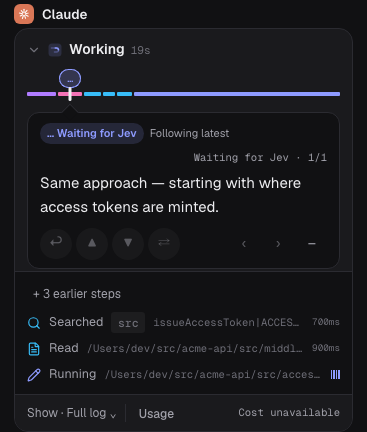 Claude
Working 19s
…
… Waiting for Jev Following latest
Waiting for Jev · 1/1
Same approach — starting with where
access tokens are minted.
+ 3 earlier steps
Searched src issueAccessToken|ACCES… 700ms
Read /Users/dev/src/acme-api/src/middl… 900ms
Running /Users/dev/src/acme-api/src/acces…
Show · Full log Usage Cost unavailable